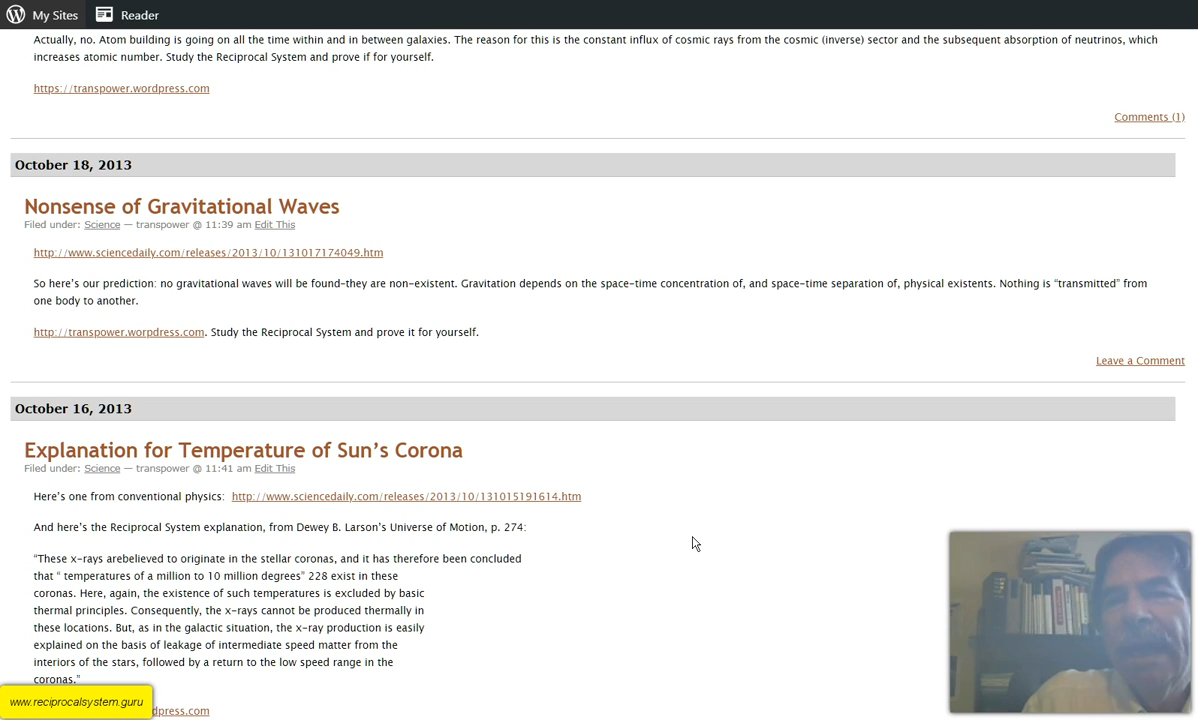 My Sites Reader
Actually, no. Atom building is going on all the time within and in between galaxies. The reason for this is the constant influx of cosmic rays from the cosmic (inverse) sector and the subsequent absorption of neutrinos, which
increases atomic number. Study the Reciprocal System and prove if for yourself.
https://transpower.wordpress.com
Comments (1)
October 18, 2013
Nonsense of Gravitational Waves
Filed under: Science — transpower @ 11:39 am Edit This
http://www.sciencedaily.com/releases/2013/10/131017174049.htm
So here's our prediction: no gravitational waves will be found–they are non-existent. Gravitation depends on the space-time concentration of, and space-time separation of, physical existents. Nothing is "transmitted" from
one body to another.
http://transpower.worpdress.com. Study the Reciprocal System and prove it for yourself.
Leave a Comment
October 16, 2013
Explanation for Temperature of Sun's Corona
Filed under: Science — transpower @ 11:41 am Edit This
Here's one from conventional physics: http://www.sciencedaily.com/releases/2013/10/131015191614.htm
And here's the Reciprocal System explanation, from Dewey B. Larson's Universe of Motion, p. 274:
"These x-rays arebelieved to originate in the stellar coronas, and it has therefore been concluded
that " temperatures of a million to 10 million degrees" 228 exist in these
coronas. Here, again, the existence of such temperatures is excluded by basic
thermal principles. Consequently, the x-rays cannot be produced thermally in
these locations. But, as in the galactic situation, the x-ray production is easily
explained on the basis of leakage of intermediate speed matter from the
interiors of the stars, followed by a return to the low speed range in the
coronas."
www.reciprocalsystem.guru
dpress.com